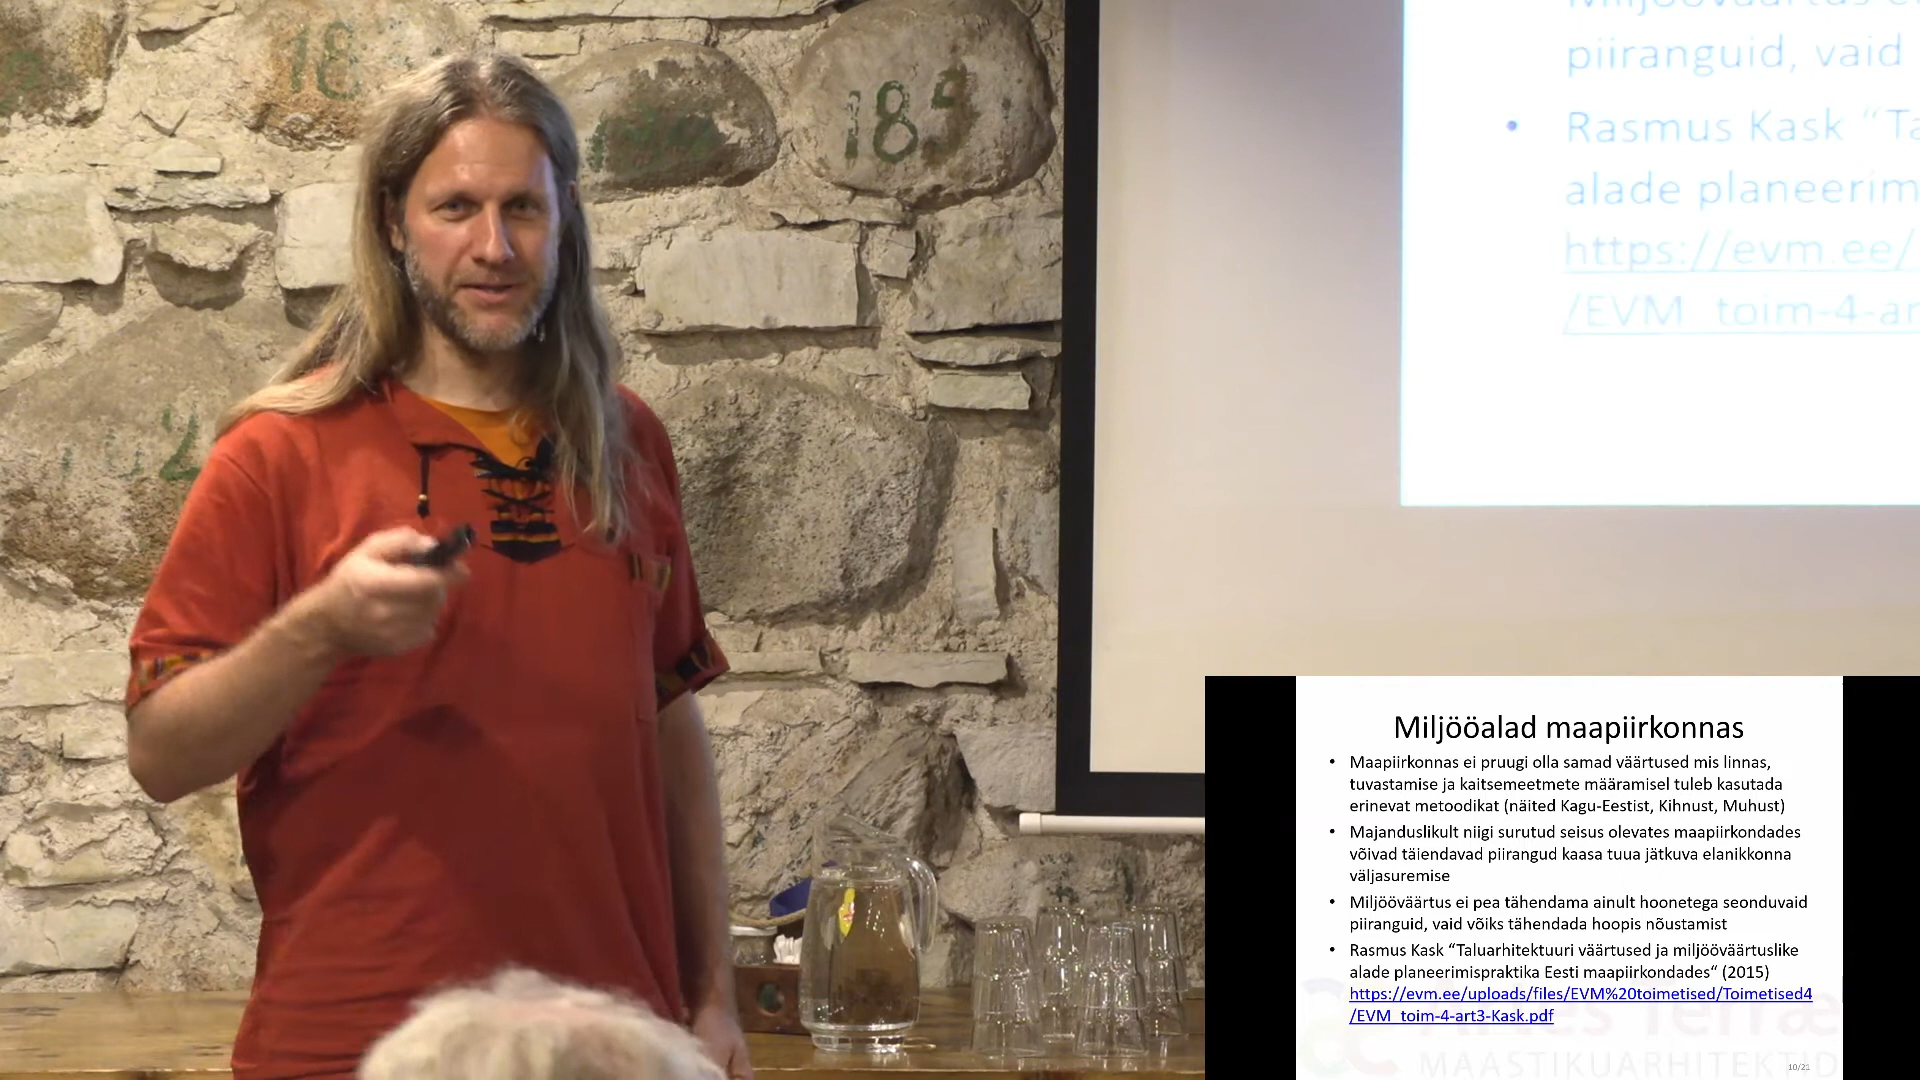 18
185
2
piiranguid, vaid
• Rasmus Kask “Ta
alade planeerim
https://evm.ee/
/EVM_toim-4-ar
Miljööalad maapiirkonnas
• Maapiirkonnas ei pruugi olla samad väärtused mis linnas,
tuvastamise ja kaitsemeetmete määramisel tuleb kasutada
erinevat metoodikat (näited Kagu-Eestist, Kihnust, Muhust)
• Majanduslikult niigi surutud seisus olevates maapiirkondades
võivad täiendavad piirangud kaasa tuua jätkuva elanikkonna
väljasuremise
• Miljööväärtus ei pea tähendama ainult hoonetega seonduvaid
piiranguid, vaid võiks tähendada hoopis nõustamist
• Rasmus Kask “Taluarhitektuuri väärtused ja miljööväärtuslike
alade planeerimispraktika Eesti maapiirkondades“ (2015)
https://evm.ee/uploads/files/EVM%20toimetised/Toimetised4
/EVM_toim-4-art3-Kask.pdf
MAASTIKUARHITEKTID
10/21